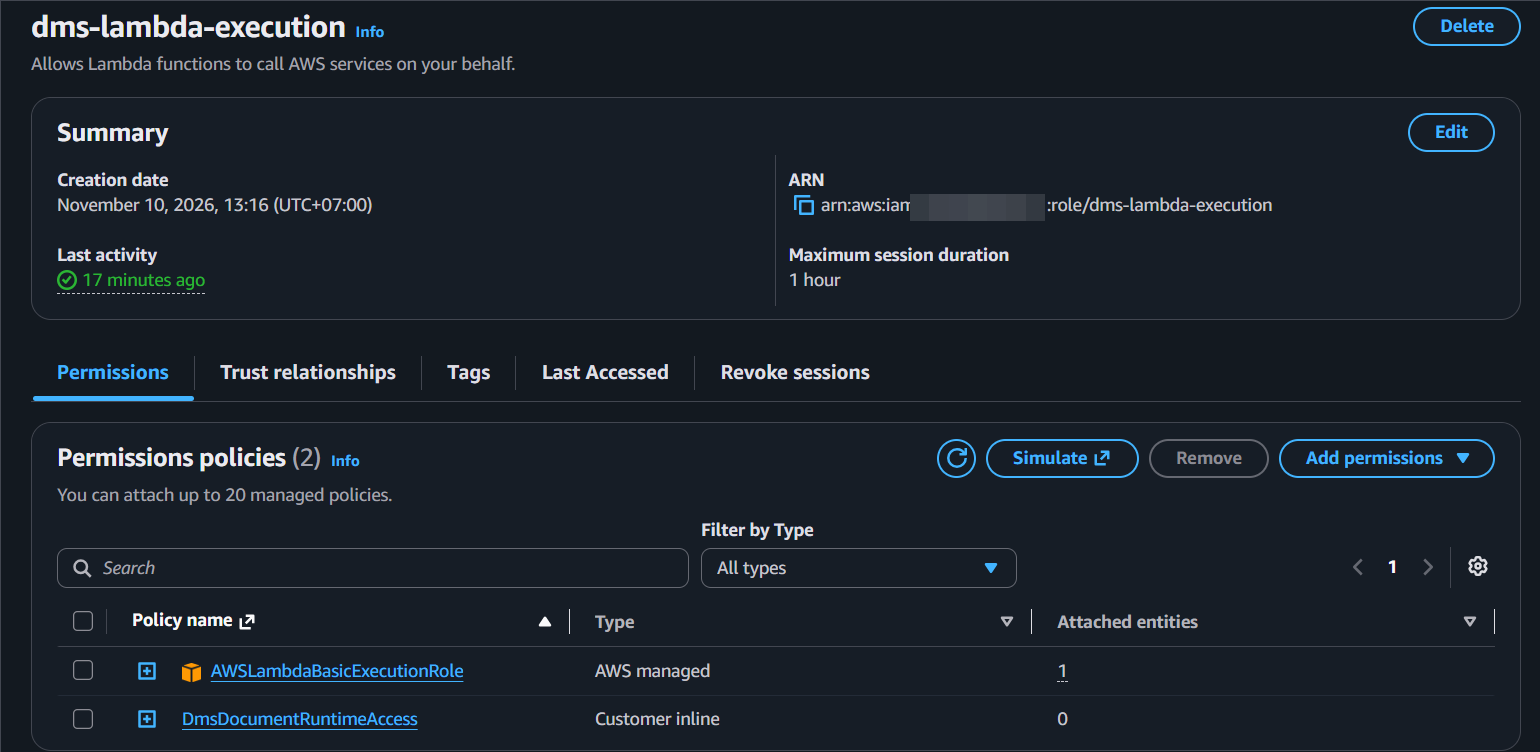 dms-lambda-execution Info
Delete
Allows Lambda functions to call AWS services on your behalf.
Summary
Edit
Creation date
November 10, 2026, 13:16 (UTC+07:00)
ARN
arn:aws:iam :role/dms-lambda-execution
Last activity
17 minutes ago
Maximum session duration
1 hour
Permissions
Trust relationships
Tags
Last Accessed
Revoke sessions
Permissions policies (2) Info
Simulate
Remove
Add permissions
You can attach up to 20 managed policies.
Filter by Type
Search
All types
1
Policy name
Type
Attached entities
AWSLambdaBasicExecutionRole
AWS managed
1
DmsDocumentRuntimeAccess
Customer inline
0